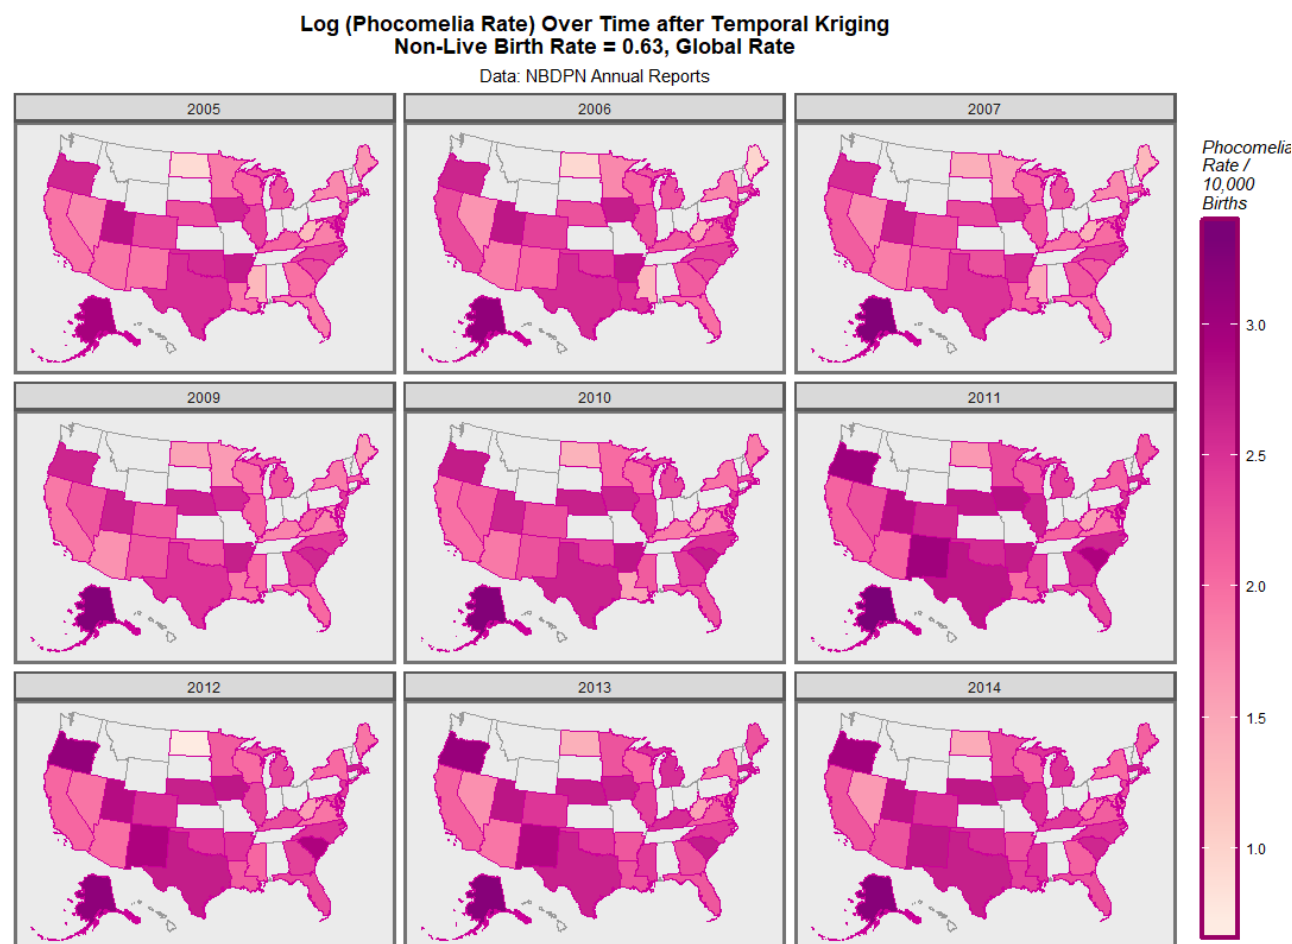 Log (Phocomelia Rate) Over Time after Temporal Kriging
Non-Live Birth Rate = 0.63, Global Rate
Data: NBDPN Annual Reports
2005
2006
2007
Phocomelia
Rate /
10,000
Births
3.0
2.5
2.0
1.5
1.0
2009
2010
2011
2012
2013
2014